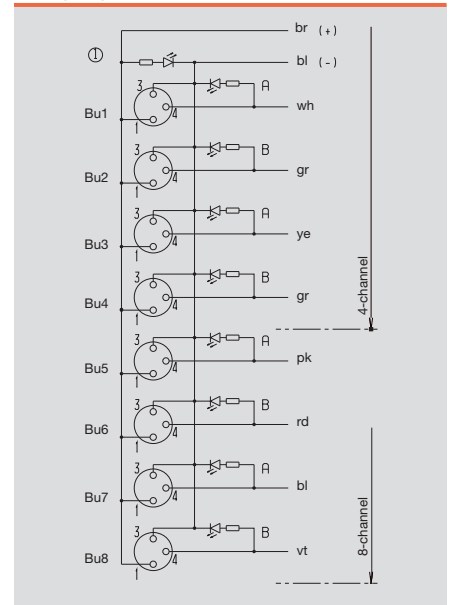 br (+)
① bl (-)
3 A
Bu1 4 wh
1
3 B
Bu2 4 gr
1
3 A
Bu3 4 ye
1
3 B
Bu4 4 gr
1
4-channel
3 A
Bu5 4 pk
1
3 B
Bu6 4 rd
1
3 A
Bu7 4 bl
1
3 B
Bu8 4 vt
1
8-channel